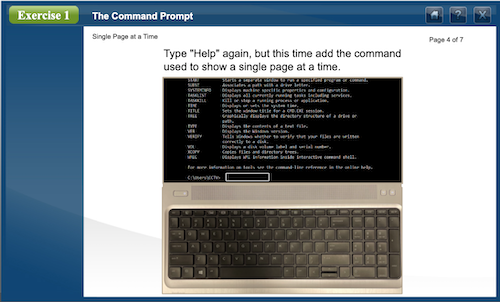 Exercise 1
The Command Prompt
Single Page at a Time
Page 4 of 7
Type "Help" again, but this time add the command
used to show a single page at a time.
START Starts a separate window to run a specified program or command.
SUBST Associates a path with a drive letter.
SYSTEMINFO Displays machine specific properties and configuration.
TASKLIST Displays all currently running tasks including services.
TASKKILL Kill or stop a running process or application.
TIME Displays or sets the system time.
TITLE Sets the window title for a CMD.EXE session.
TREE Graphically displays the directory structure of a drive or
path.
TYPE Displays the contents of a text file.
VER Displays the Windows version.
VERIFY Tells Windows whether to verify that your files are written
correctly to a disk.
VOL Displays a disk volume label and serial number.
XCOPY Copies files and directory trees.
WMIC Displays WMI information inside interactive command shell.
For more information on tools see the command-line reference in the online help.